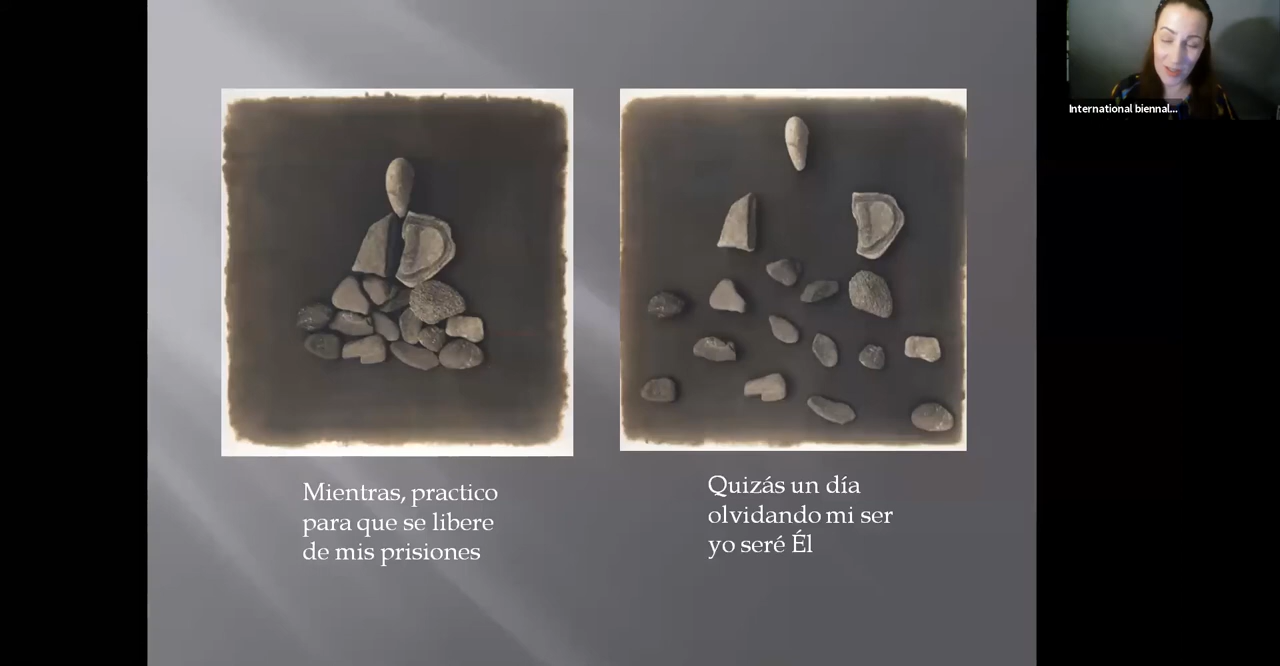 International biennal...
Mientras, practico
para que se libere
de mis prisiones
Quizás un día
olvidando mi ser
yo seré Él